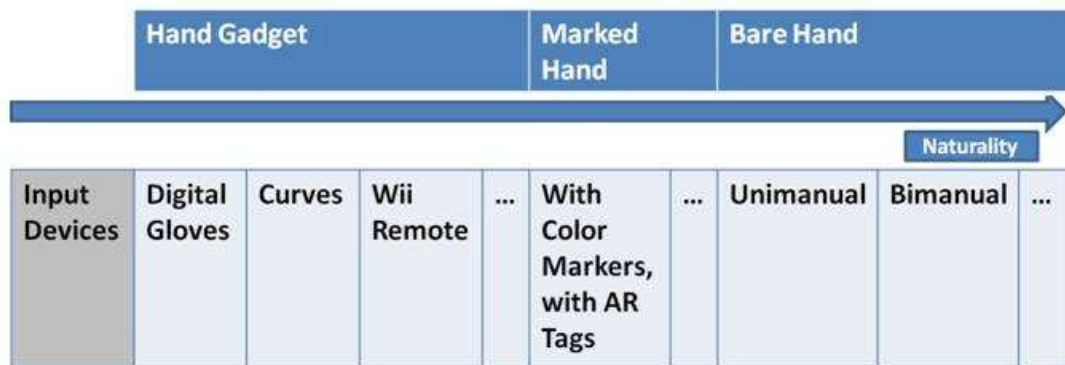 Hand Gadget
Marked
Hand
Bare Hand
Naturality
Input
Devices
Digital
Gloves
Curves
Wii
Remote
...
With
Color
Markers,
with AR
Tags
...
Unimanual
Bimanual
...